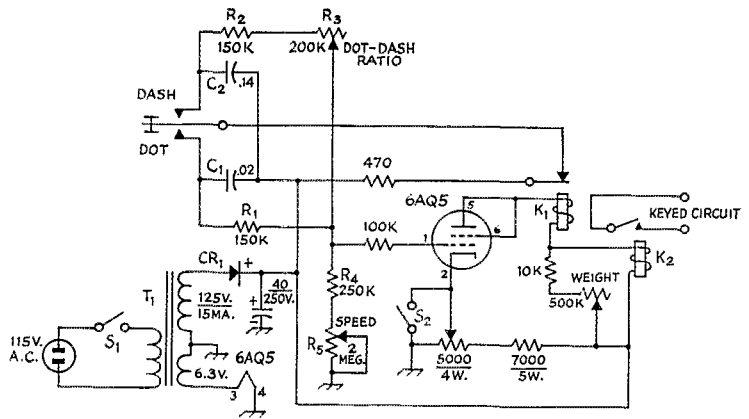 R2
150K
R3
200K
DOT-DASH
RATIO
C2
.14
DASH
DOT
C1
.02
R1
150K
470
6AQ5
5
6
1
2
100K
K1
KEYED CIRCUIT
K2
10K
WEIGHT
500K
R4
250K
SPEED
R5
2
MEG.
S2
5000
4W.
7000
5W.
CR1
+
T1
125V.
15MA.
+
40
250V.
-
115V.
A.C.
S1
6.3V.
6AQ5
3
4